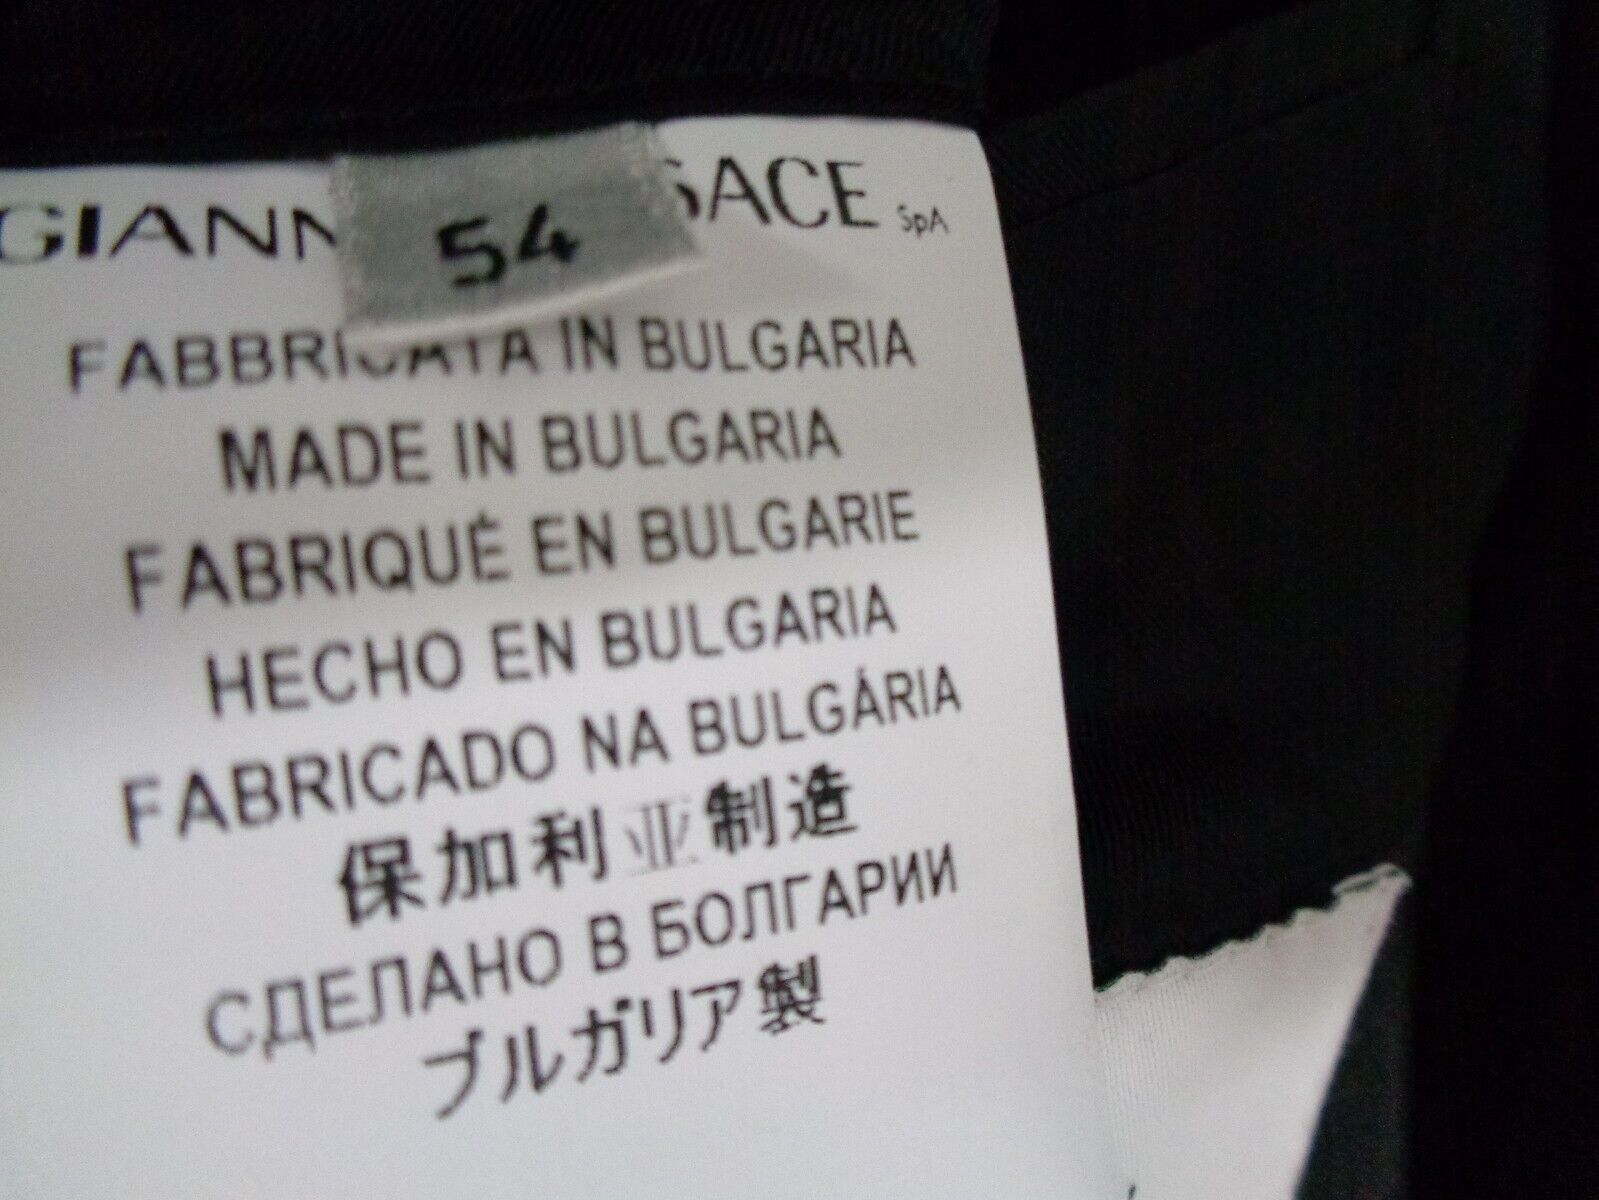 GIANN SACE SpA
54
FABBRICATA IN BULGARIA
MADE IN BULGARIA
FABRIQUÉ EN BULGARIE
HECHO EN BULGARIA
FABRICADO NA BULGÁRIA
保加利亚制造
СДЕЛАНО В БОЛГАРИИ
ブルガリア製